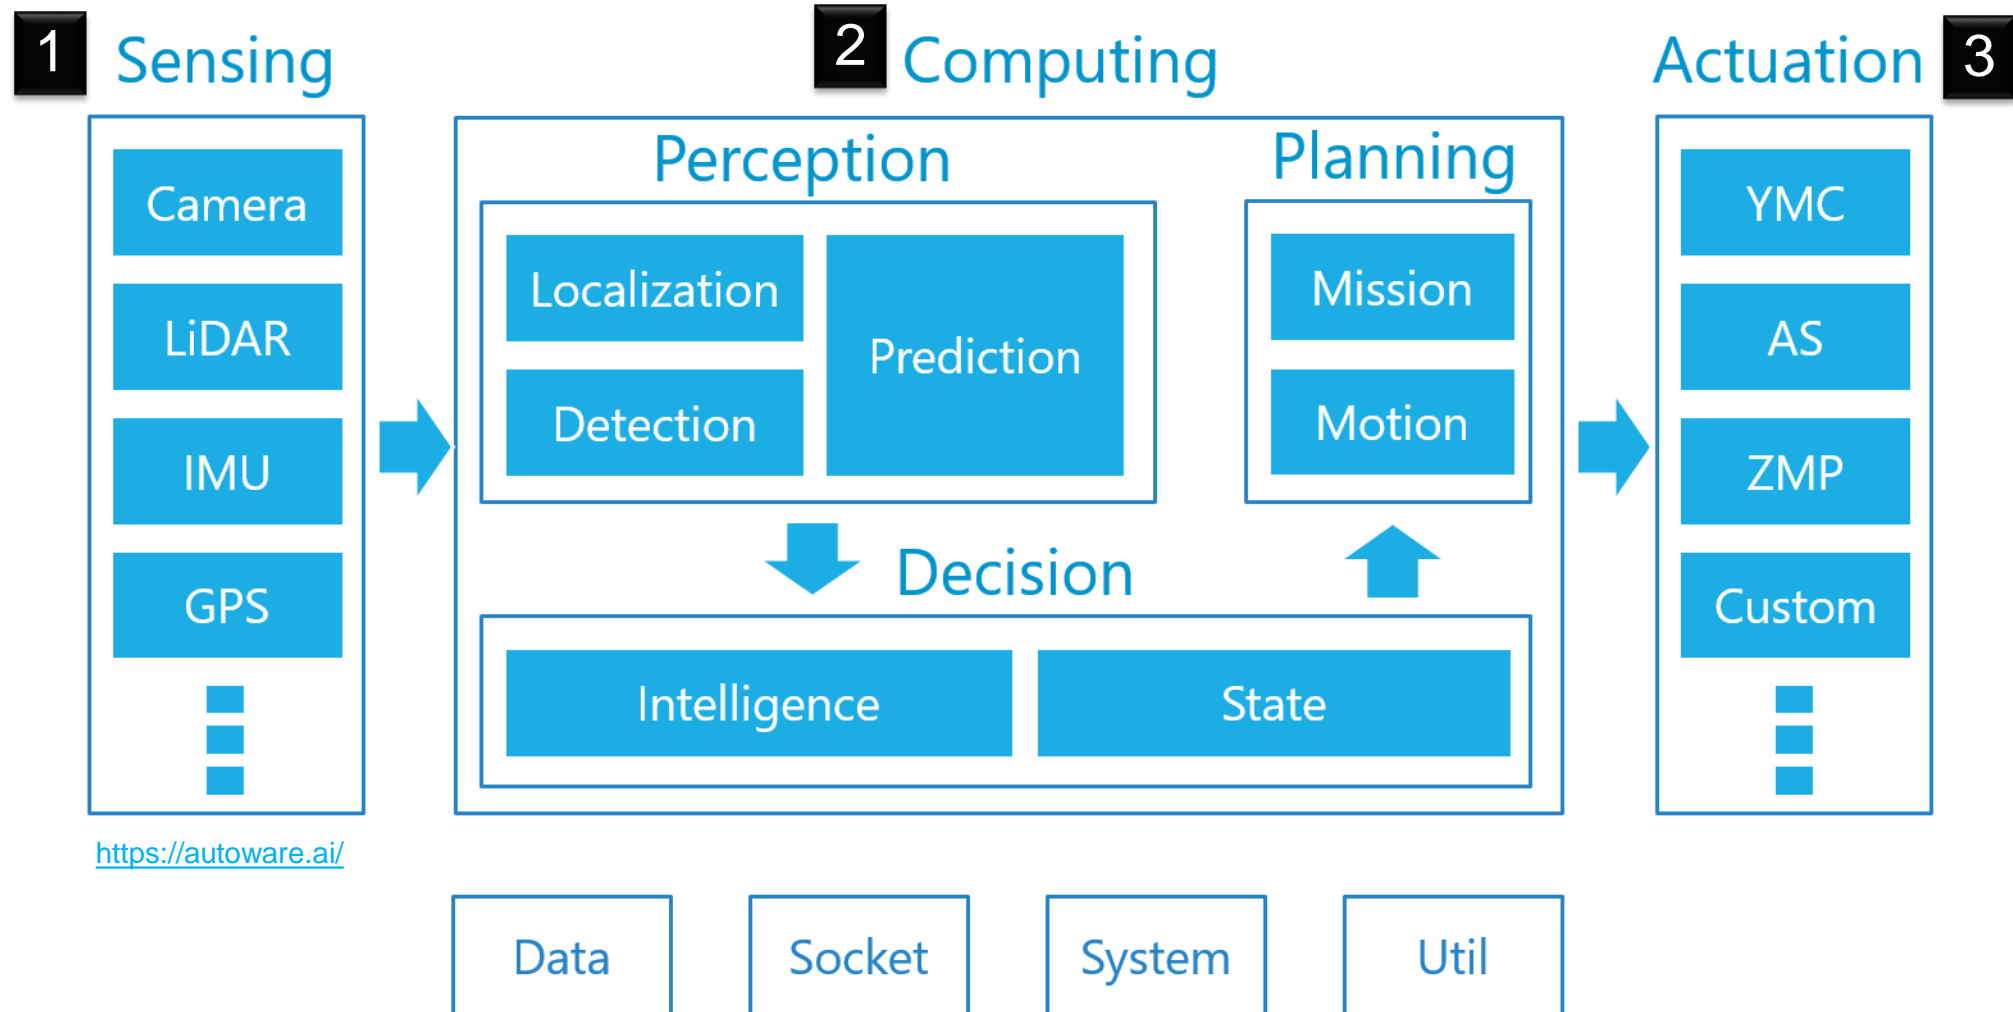 1 Sensing
Camera
LiDAR
IMU
GPS
https://autoware.ai/
2 Computing
Perception
Localization
Detection
Prediction
Planning
Mission
Motion
Decision
Intelligence
State
Actuation 3
YMC
AS
ZMP
Custom
Data
Socket
System
Util